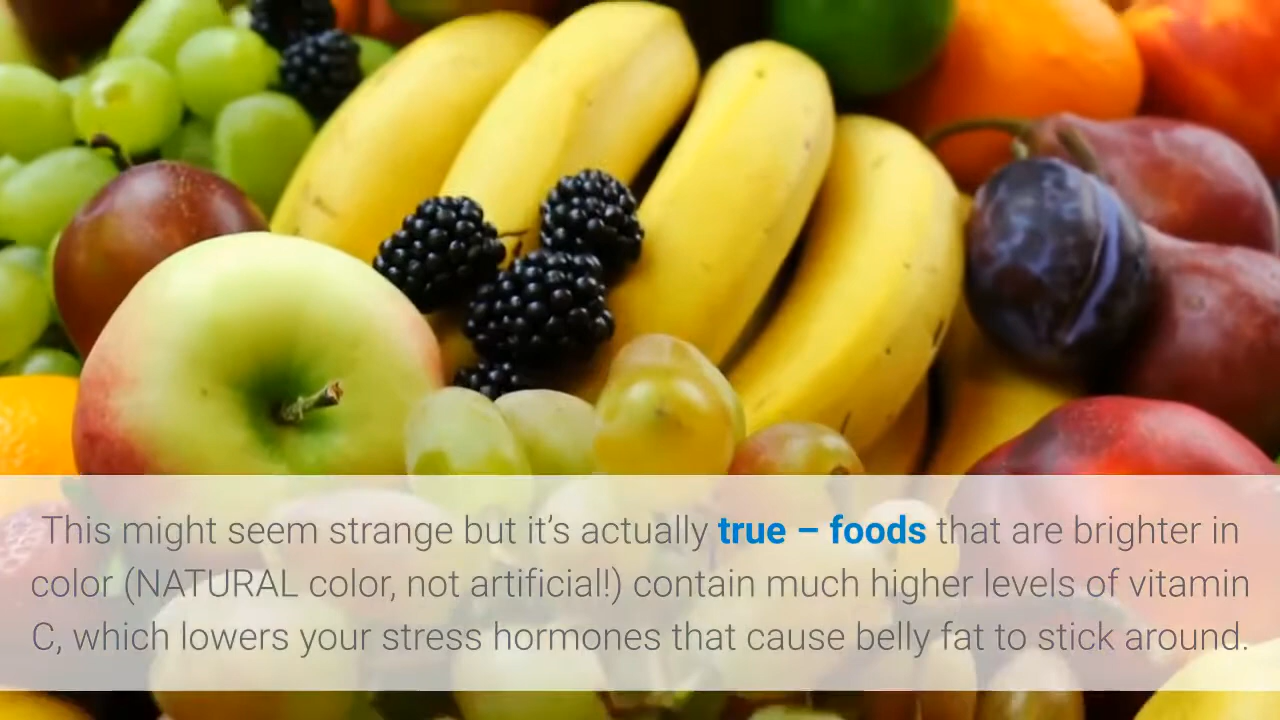 This might seem strange but it’s actually true – foods that are brighter in
color (NATURAL color, not artificial!) contain much higher levels of vitamin
C, which lowers your stress hormones that cause belly fat to stick around.